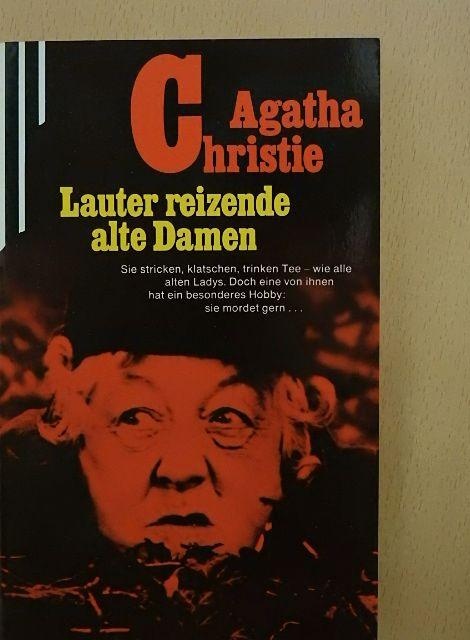 Agatha
Christie
Lauter reizende
alte Damen
Sie stricken, klatschen, trinken Tee – wie alle
alten Ladys. Doch eine von ihnen
hat ein besonderes Hobby:
sie mordet gern . . .